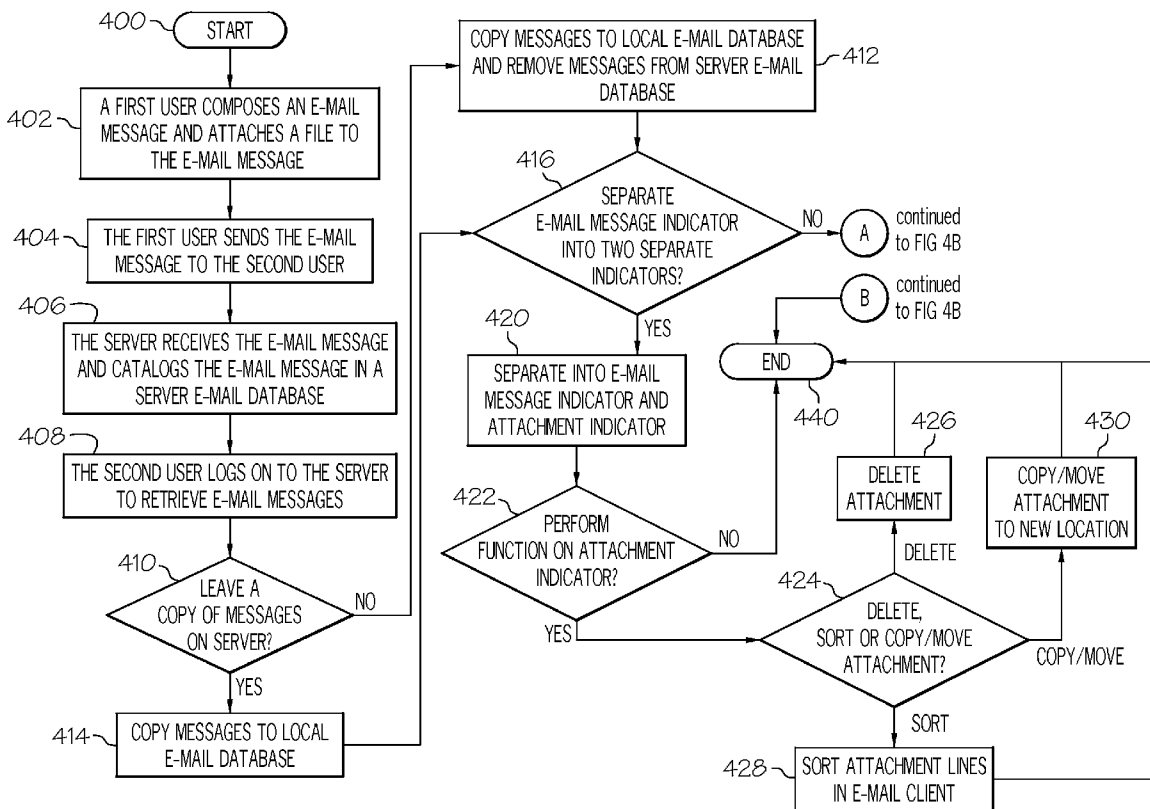 400
START
402
A FIRST USER COMPOSES AN E-MAIL
MESSAGE AND ATTACHES A FILE TO
THE E-MAIL MESSAGE
404
THE FIRST USER SENDS THE E-MAIL
MESSAGE TO THE SECOND USER
406
THE SERVER RECEIVES THE E-MAIL MESSAGE
AND CATALOGS THE E-MAIL MESSAGE IN A
SERVER E-MAIL DATABASE
408
THE SECOND USER LOGS ON TO THE SERVER
TO RETRIEVE E-MAIL MESSAGES
410
LEAVE A
COPY OF MESSAGES
ON SERVER?
NO
YES
414
COPY MESSAGES TO LOCAL
E-MAIL DATABASE
COPY MESSAGES TO LOCAL E-MAIL DATABASE
AND REMOVE MESSAGES FROM SERVER E-MAIL
DATABASE
412
416
SEPARATE
E-MAIL MESSAGE INDICATOR
INTO TWO SEPARATE
INDICATORS?
NO
A
continued
to FIG 4B
B
continued
to FIG 4B
YES
420
SEPARATE INTO E-MAIL
MESSAGE INDICATOR AND
ATTACHMENT INDICATOR
END
440
422
PERFORM
FUNCTION ON ATTACHMENT
INDICATOR?
NO
YES
426
DELETE
ATTACHMENT
430
COPY/MOVE
ATTACHMENT
TO NEW LOCATION
DELETE
424
DELETE,
SORT OR COPY/MOVE
ATTACHMENT?
COPY/MOVE
SORT
428
SORT ATTACHMENT LINES
IN E-MAIL CLIENT